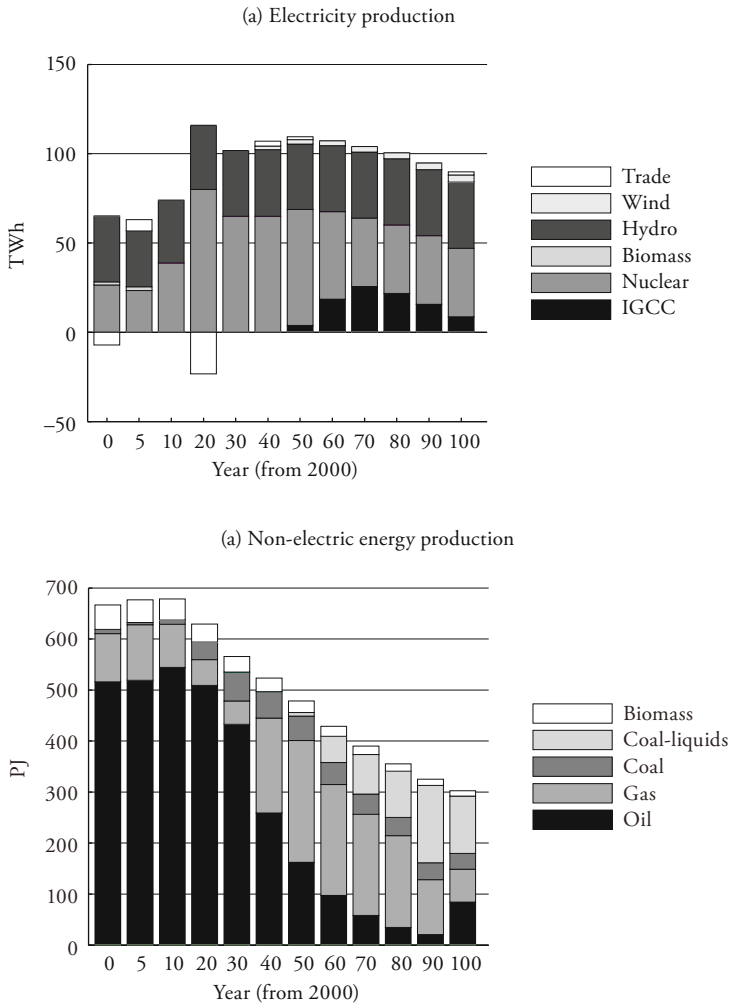 (a) Electricity production
150
100
50
0
–50
TWh
0 5 10 20 30 40 50 60 70 80 90 100
Year (from 2000)
Trade
Wind
Hydro
Biomass
Nuclear
IGCC
(a) Non-electric energy production
700
600
500
400
300
200
100
0
PJ
0 5 10 20 30 40 50 60 70 80 90 100
Year (from 2000)
Biomass
Coal-liquids
Coal
Gas
Oil